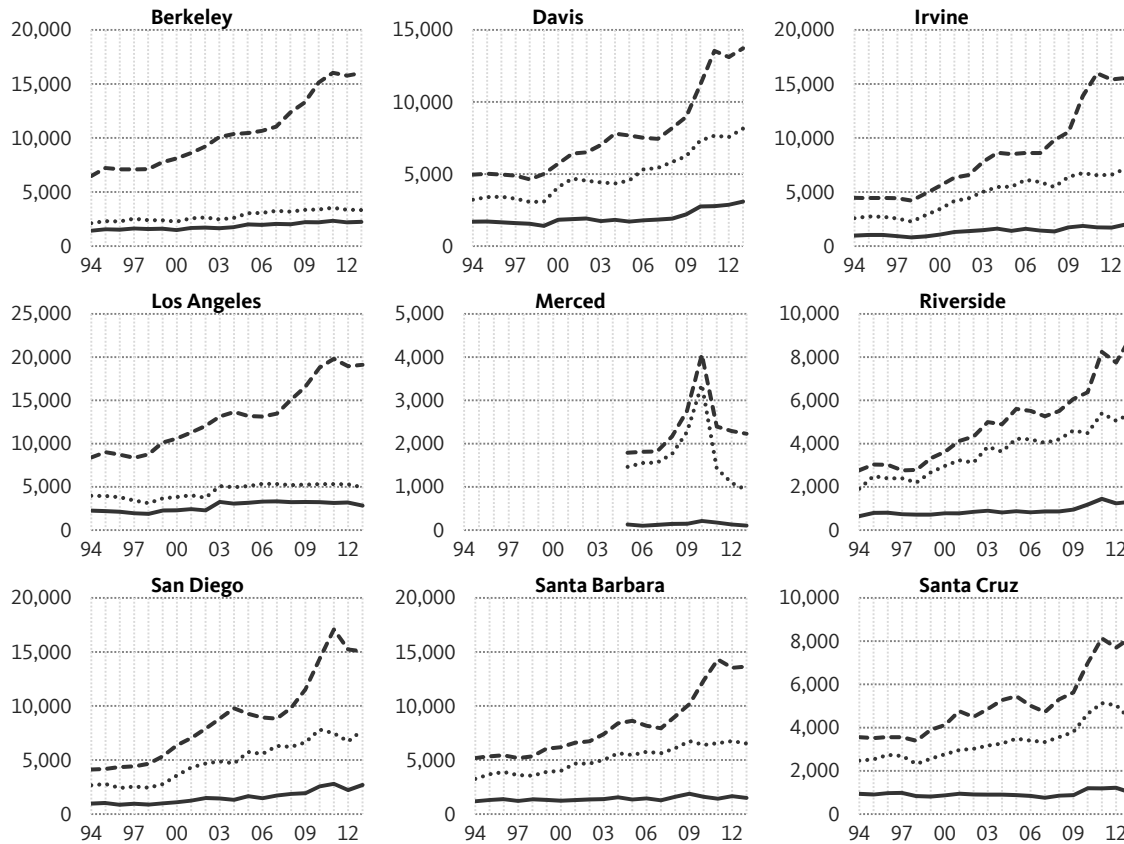 Berkeley Davis Irvine
20,000 15,000 20,000
15,000 10,000 15,000
10,000 10,000
5,000 5,000 5,000
0 0 0
94 97 00 03 06 09 12 94 97 00 03 06 09 12 94 97 00 03 06 09 12
Los Angeles Merced Riverside
25,000 5,000 10,000
20,000 4,000 8,000
15,000 3,000 6,000
10,000 2,000 4,000
5,000 1,000 2,000
0 0 0
94 97 00 03 06 09 12 94 97 00 03 06 09 12 94 97 00 03 06 09 12
San Diego Santa Barbara Santa Cruz
20,000 20,000 10,000
15,000 15,000 8,000
10,000 10,000 6,000
4,000
5,000 5,000 2,000
0 0 0
94 97 00 03 06 09 12 94 97 00 03 06 09 12 94 97 00 03 06 09 12